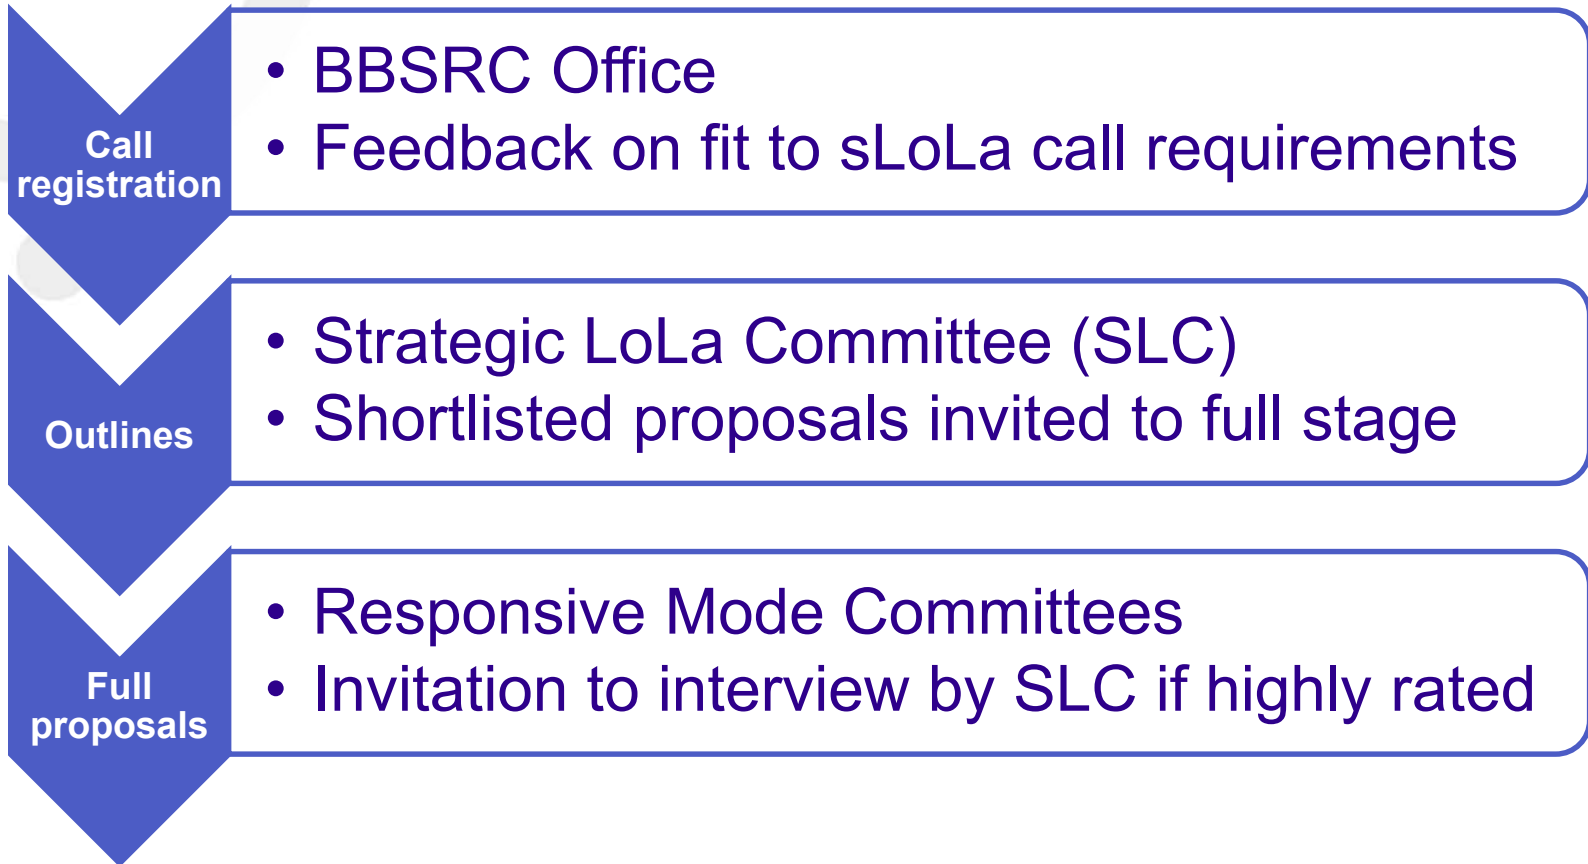 Call
registration
• BBSRC Office
• Feedback on fit to sLoLa call requirements
Outlines
• Strategic LoLa Committee (SLC)
• Shortlisted proposals invited to full stage
Full
proposals
• Responsive Mode Committees
• Invitation to interview by SLC if highly rated